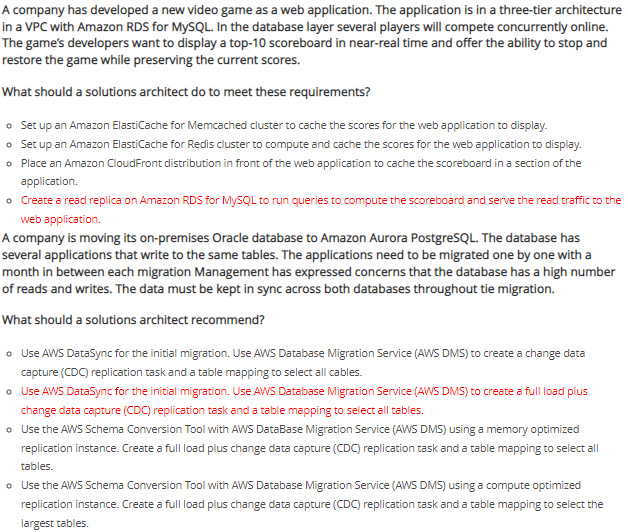 A company has developed a new video game as a web application. The application is in a three-tier architecture
in a VPC with Amazon RDS for MySQL. In the database layer several players will compete concurrently online.
The game's developers want to display a top-10 scoreboard in near-real time and offer the ability to stop and
restore the game while preserving the current scores.
What should a solutions architect do to meet these requirements?
Set up an Amazon ElastiCache for Memcached cluster to cache the scores for the web application to display.
Set up an Amazon ElastiCache for Redis cluster to compute and cache the scores for the web application to display.
Place an Amazon CloudFront distribution in front of the web application to cache the scoreboard in a section of the
application.
Create a read replica on Amazon RDS for MySQL to run queries to compute the scoreboard and serve the read traffic to the
web application.
A company is moving its on-premises Oracle database to Amazon Aurora PostgreSQL. The database has
several applications that write to the same tables. The applications need to be migrated one by one with a
month in between each migration Management has expressed concerns that the database has a high number
of reads and writes. The data must be kept in sync across both databases throughout tie migration.
What should a solutions architect recommend?
Use AWS DataSync for the initial migration. Use AWS Database Migration Service (AWS DMS) to create a change data
capture (CDC) replication task and a table mapping to select all cables.
Use AWS DataSync for the initial migration. Use AWS Database Migration Service (AWS DMS) to create a full load plus
change data capture (CDC) replication task and a table mapping to select all tables.
Use the AWS Schema Conversion Tool with AWS DataBase Migration Service (AWS DMS) using a memory optimized
replication instance. Create a full load plus change data capture (CDC) replication task and a table mapping to select all
tables.
Use the AWS Schema Conversion Tool with AWS DataBase Migration Service (AWS DMS) using a compute optimized
replication instance. Create a full load plus change data capture (CDC) replication task and a table mapping to select the
largest tables.